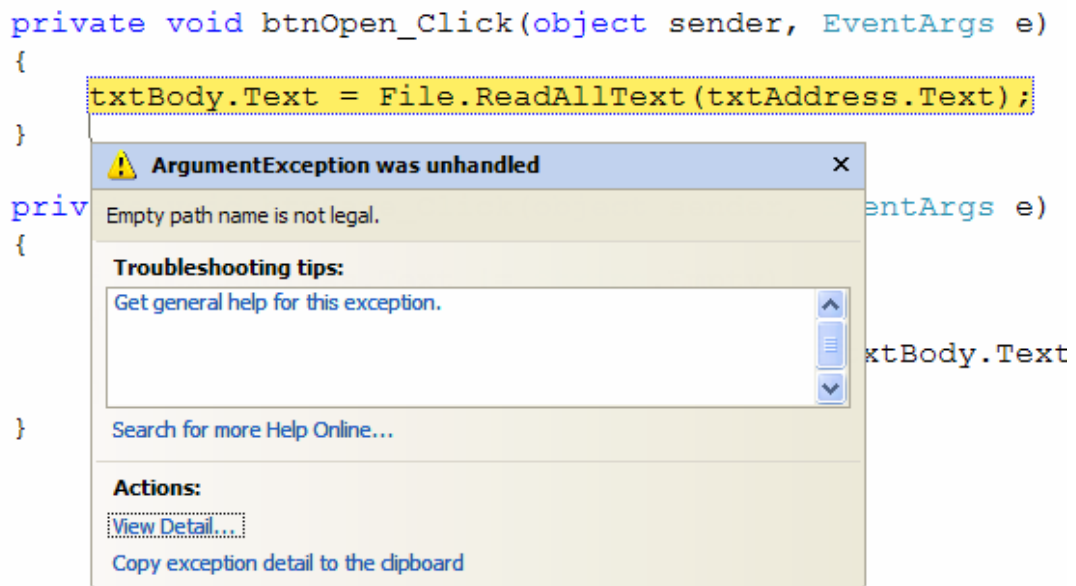 private void btnOpen_Click(object sender, EventArgs e)
{
txtBody.Text = File.ReadAllText(txtAddress.Text);
}
ArgumentException was unhandled
priv
entArgs e)
Empty path name is not legal.
{
Troubleshooting tips:
Get general help for this exception.
xtBody.Text
}
Search for more Help Online...
Actions:
View Detail...
Copy exception detail to the clipboard